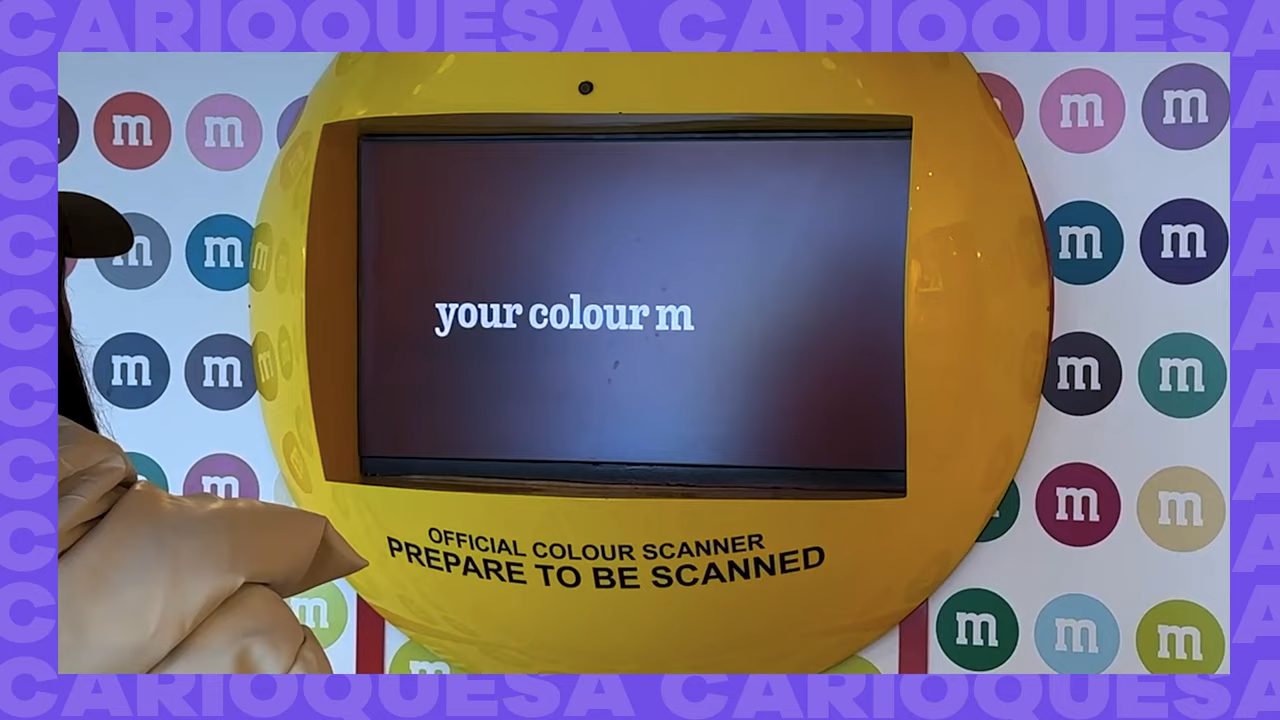 CARIOQUESA CARIOQUESA
m m m m
m m m m
your colour m
m m m m
m m m
OFFICIAL COLOUR SCANNER
PREPARE TO BE SCANNED
m m m m
m
CARIOQUESA CARIOQUESA